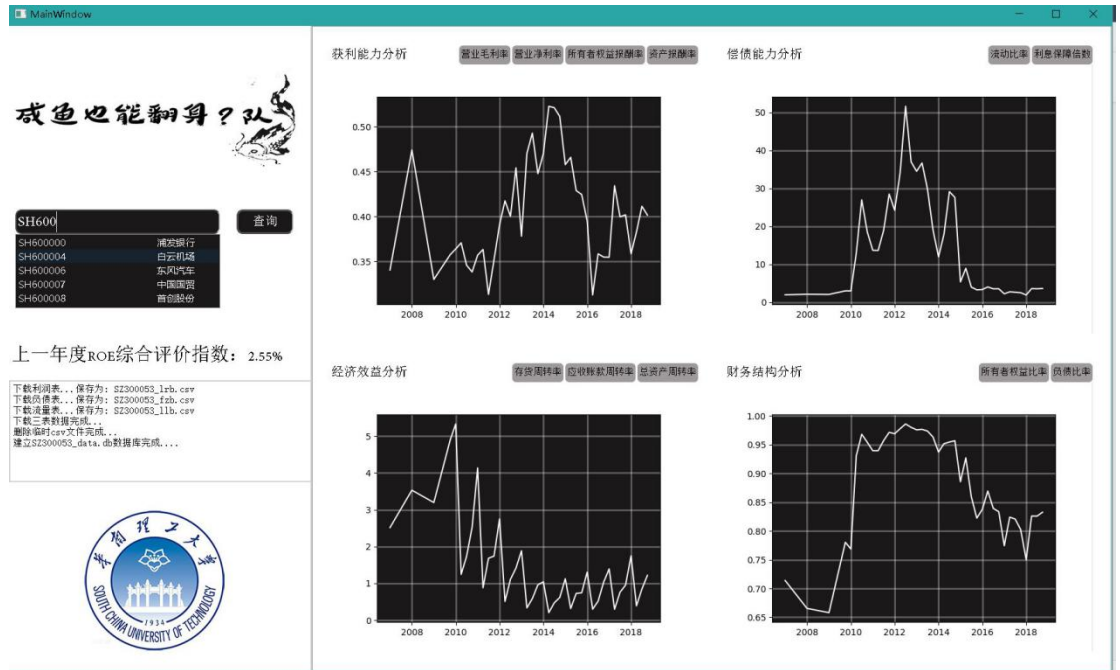 MainWindow
咸鱼也能翻身？队
SH600
查询
SH600000 浦发银行
SH600004 白云机场
SH600006 东风汽车
SH600007 中国国贸
SH600008 首创股份
上一年度ROE综合评价指数：2.55%
下载利润表...保存为: SZ300053_lrb.csv
下载负债表...保存为: SZ300053_fzb.csv
下载流量表...保存为: SZ300053_llb.csv
下载三表数据完成...
删除临时csv文件完成...
建立SZ300053_data.db数据库完成....
华南理工大学
SOUTH CHINA UNIVERSITY OF TECHNOLOGY
1934
获利能力分析
营业毛利率 营业净利率 所有者权益报酬率 资产报酬率
0.50
0.45
0.40
0.35
2008 2010 2012 2014 2016 2018
偿债能力分析
流动比率 利息保障倍数
50
40
30
20
10
0
2008 2010 2012 2014 2016 2018
经济效益分析
存货周转率 应收账款周转率 总资产周转率
5
4
3
2
1
0
2008 2010 2012 2014 2016 2018
财务结构分析
所有者权益比率 负债比率
1.00
0.95
0.90
0.85
0.80
0.75
0.70
0.65
2008 2010 2012 2014 2016 2018